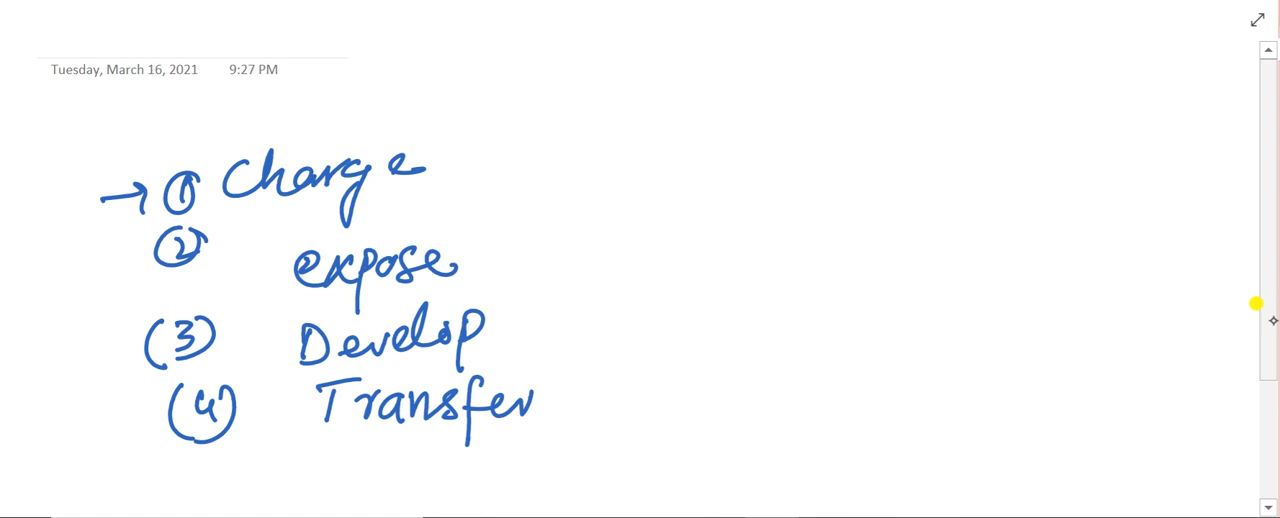 Tuesday, March 16, 2021 9:27 PM
→ ① Charge
② expose
(3) Develop
(4) Transfer